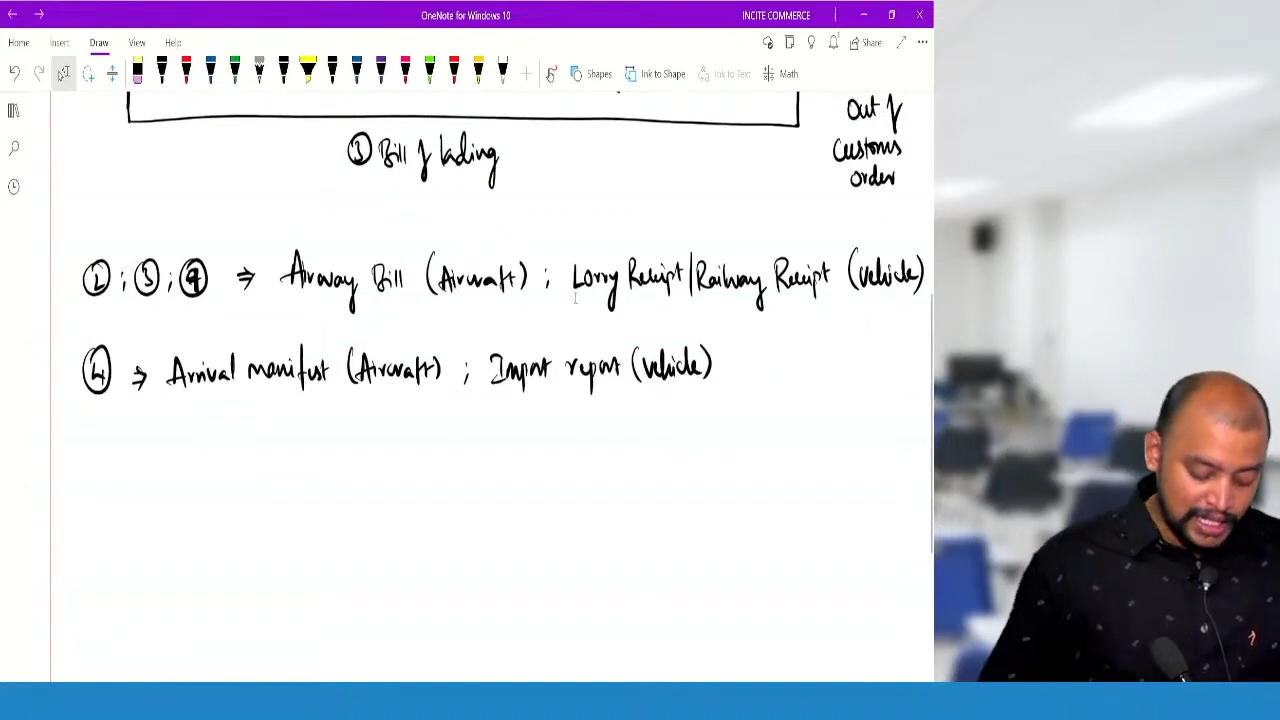 OneNote for Windows 10
INCITE COMMERCE
Home Insert Draw View Help
Share
Shapes Ink to Shape Ink to Text Math
Out of
Customs
order
③ Bill of lading
②; ③; ⑨ ⇒ Airway Bill (Aircraft); Lorry Receipt/Railway Receipt (vehicle)
④ ⇒ Arrival manifest (Aircraft); Import report (vehicle)